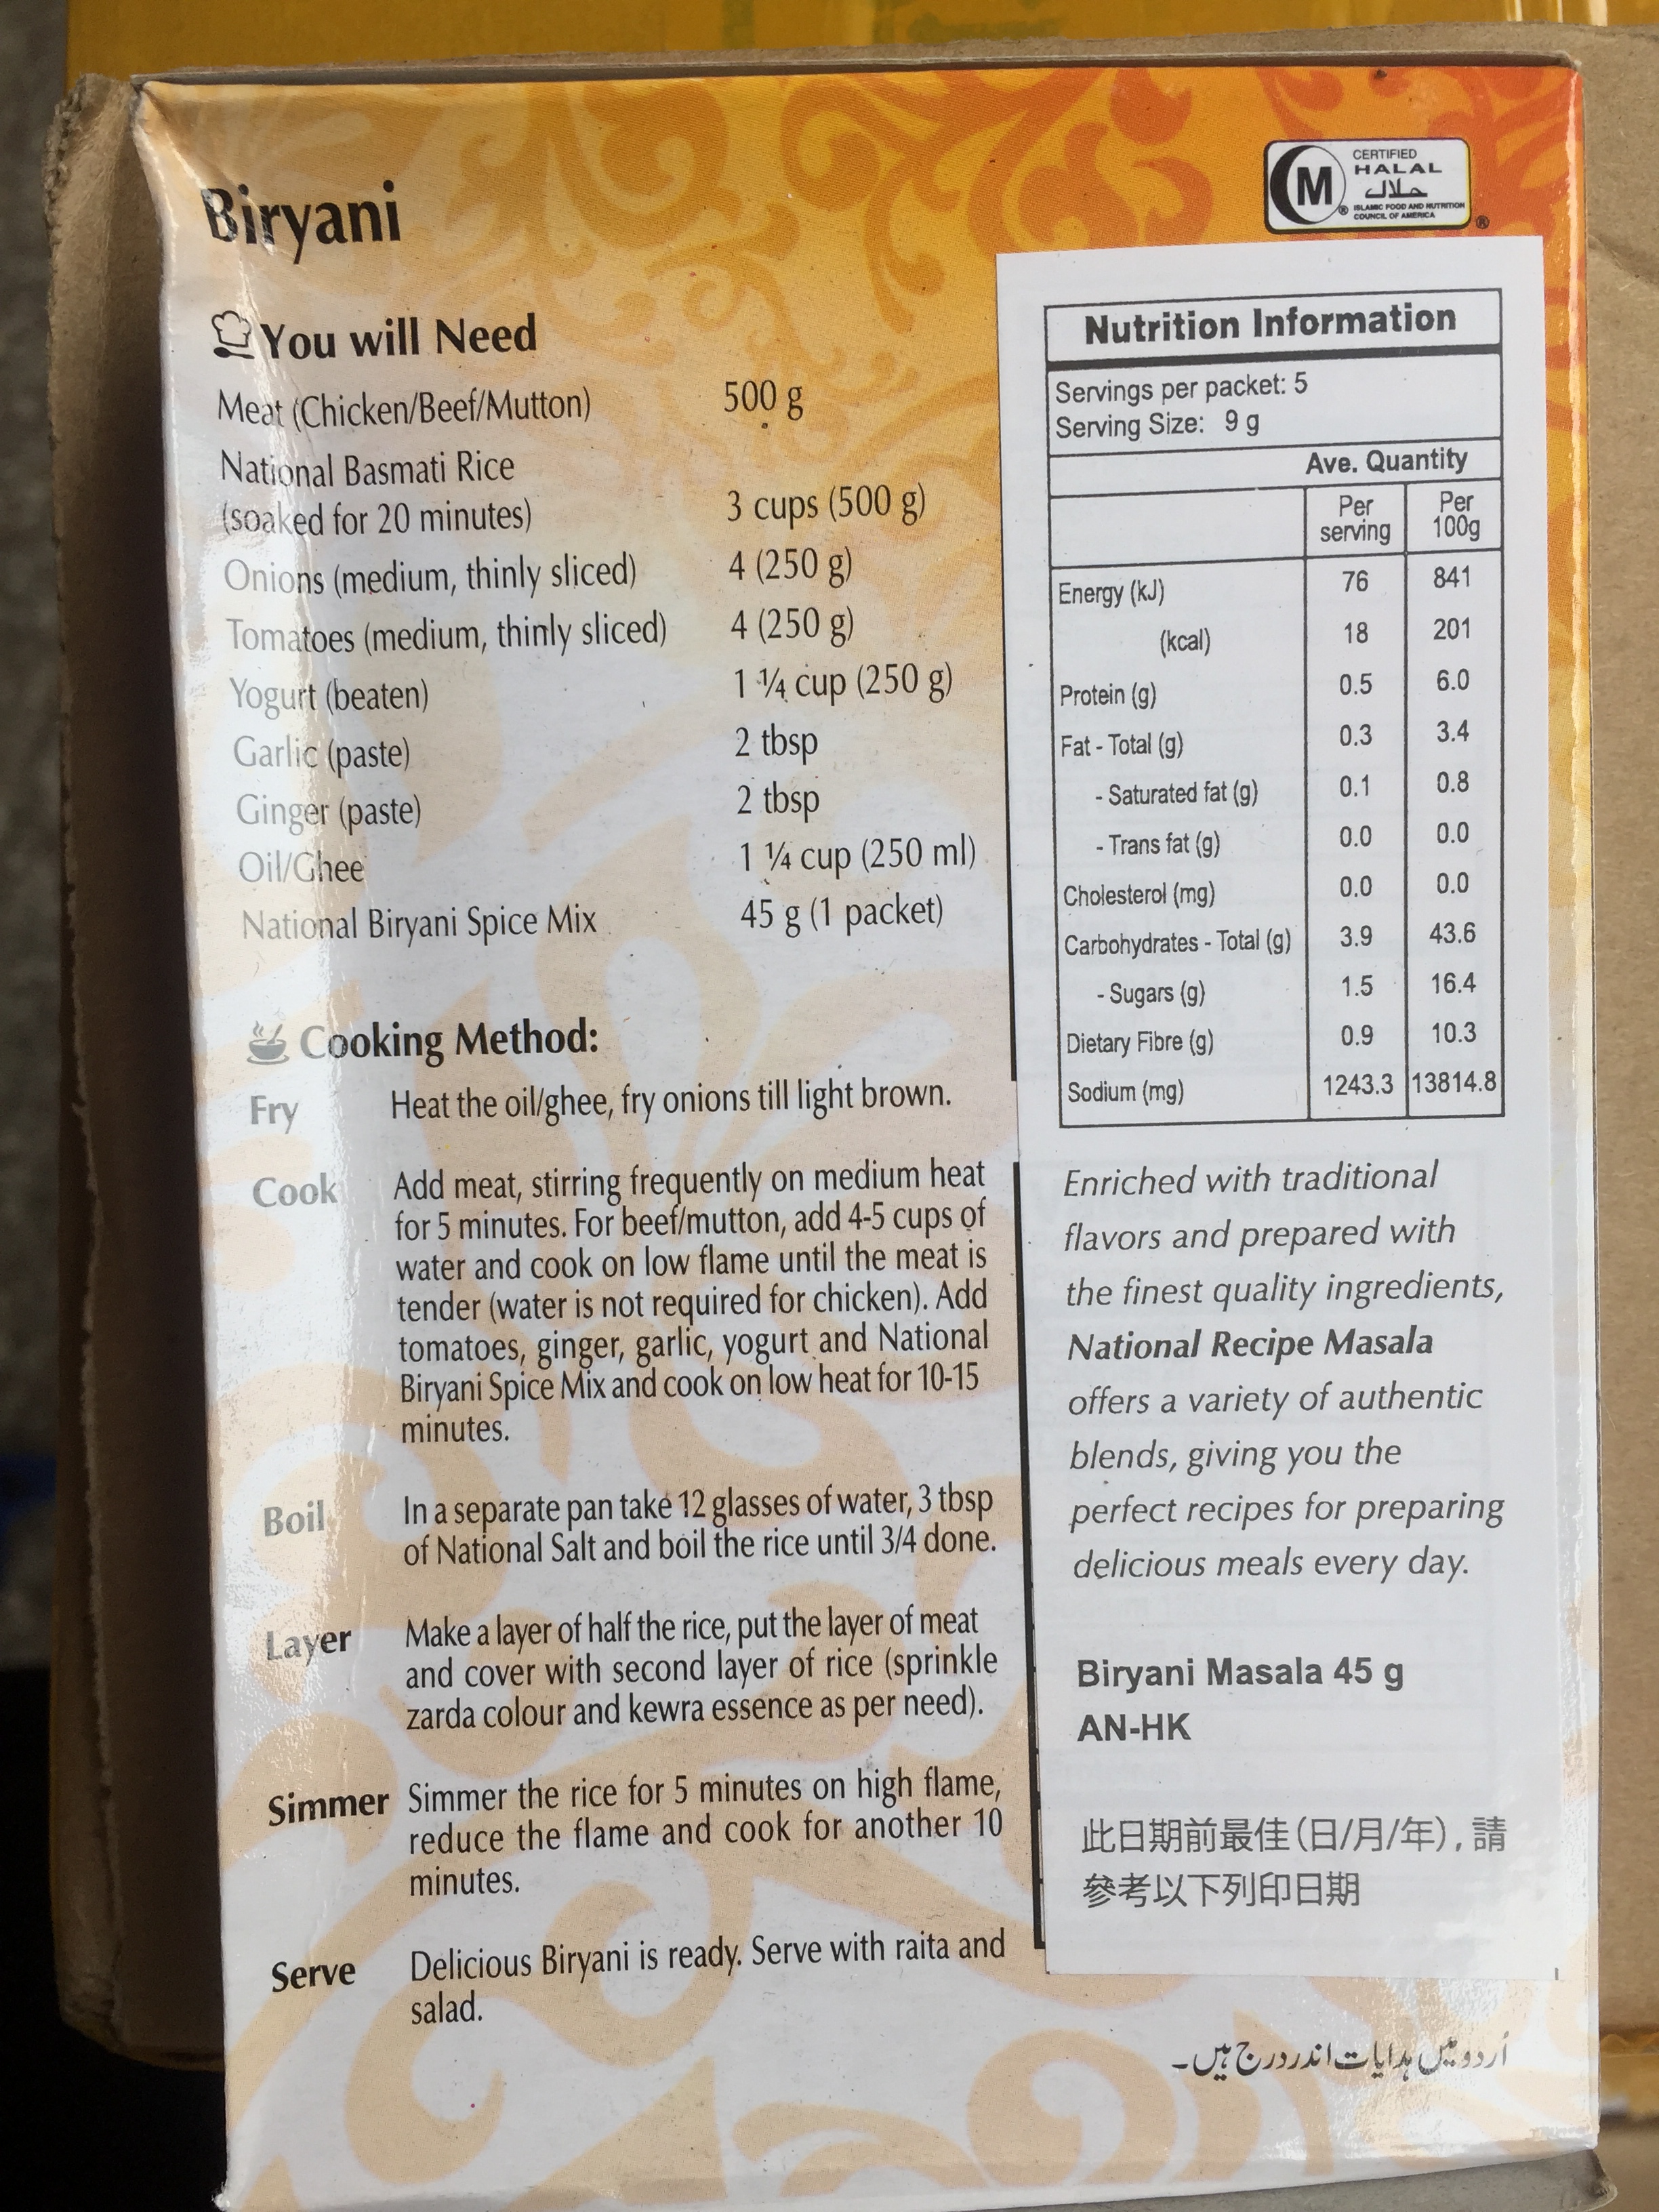 Biryani
CERTIFIED
HALAL
حلال
M
®
ISLAMIC FOOD AND NUTRITION
COUNCIL OF AMERICA
®
You will Need
Meat (Chicken/Beef/Mutton) 500 g
National Basmati Rice
(soaked for 20 minutes) 3 cups (500 g)
Onions (medium, thinly sliced) 4 (250 g)
Tomatoes (medium, thinly sliced) 4 (250 g)
Yogurt (beaten) 1 ¼ cup (250 g)
Garlic (paste) 2 tbsp
Ginger (paste) 2 tbsp
Oil/Ghee 1 ¼ cup (250 ml)
National Biryani Spice Mix 45 g (1 packet)
Cooking Method:
Fry Heat the oil/ghee, fry onions till light brown.
Cook Add meat, stirring frequently on medium heat
for 5 minutes. For beef/mutton, add 4-5 cups of
water and cook on low flame until the meat is
tender (water is not required for chicken). Add
tomatoes, ginger, garlic, yogurt and National
Biryani Spice Mix and cook on low heat for 10-15
minutes.
Boil In a separate pan take 12 glasses of water, 3 tbsp
of National Salt and boil the rice until 3/4 done.
Layer Make a layer of half the rice, put the layer of meat
and cover with second layer of rice (sprinkle
zarda colour and kewra essence as per need).
Simmer Simmer the rice for 5 minutes on high flame,
reduce the flame and cook for another 10
minutes.
Serve Delicious Biryani is ready. Serve with raita and
salad.
Nutrition Information
Servings per packet: 5
Serving Size: 9 g
Ave. Quantity
Per serving Per 100g
Energy (kJ) 76 841
(kcal) 18 201
Protein (g) 0.5 6.0
Fat - Total (g) 0.3 3.4
- Saturated fat (g) 0.1 0.8
- Trans fat (g) 0.0 0.0
Cholesterol (mg) 0.0 0.0
Carbohydrates - Total (g) 3.9 43.6
- Sugars (g) 1.5 16.4
Dietary Fibre (g) 0.9 10.3
Sodium (mg) 1243.3 13814.8
Enriched with traditional
flavors and prepared with
the finest quality ingredients,
National Recipe Masala
offers a variety of authentic
blends, giving you the
perfect recipes for preparing
delicious meals every day.
Biryani Masala 45 g
AN-HK
此日期前最佳(日/月/年), 請
參考以下列印日期
اُردو میں ہدایات اندر درج ہیں۔